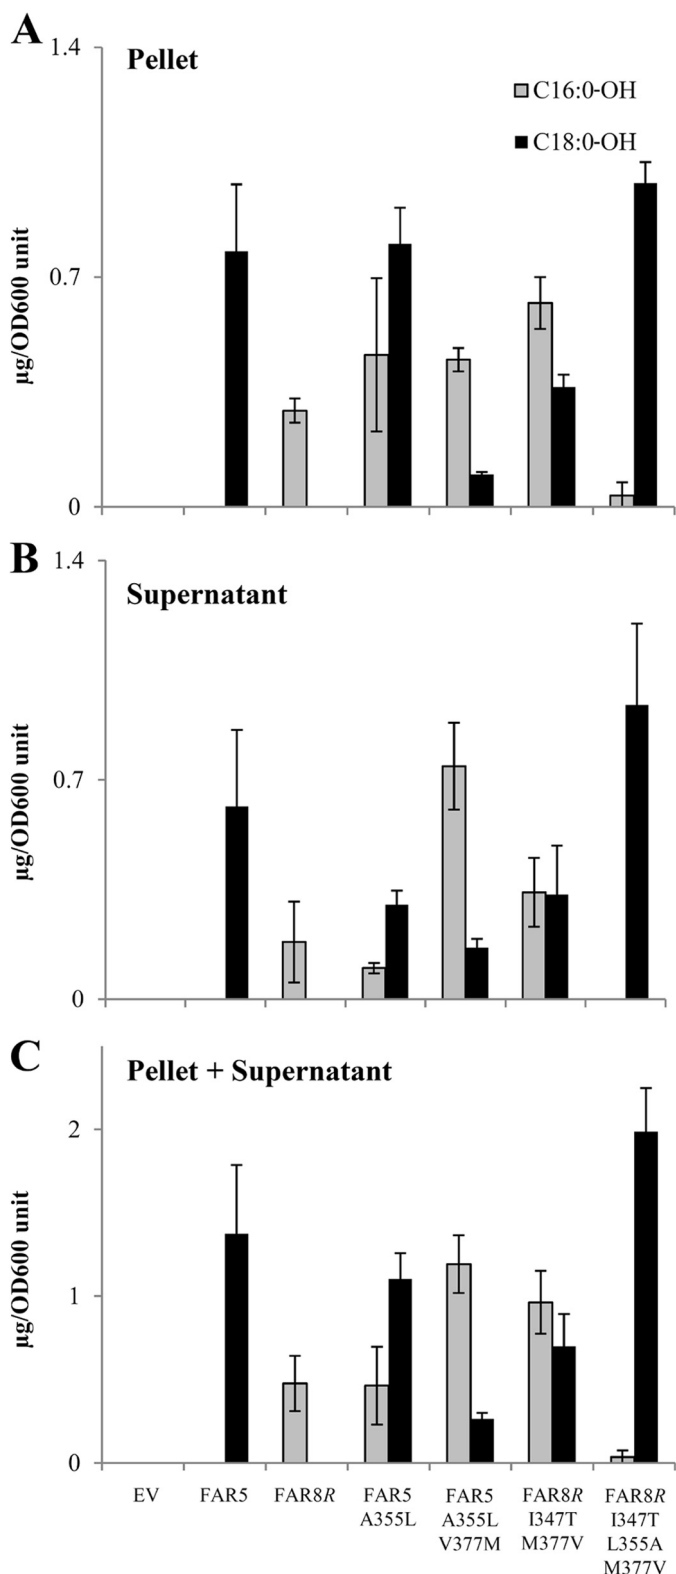 A
1.4
Pellet
C16:0-OH
C18:0-OH
0.7
µg/OD600 unit
0
B
1.4
Supernatant
0.7
µg/OD600 unit
0
C
Pellet + Supernatant
2
µg/OD600 unit
1
0
EV
FAR5
FAR8R
FAR5
A355L
FAR5
A355L
V377M
FAR8R
I347T
M377V
FAR8R
I347T
L355A
M377V